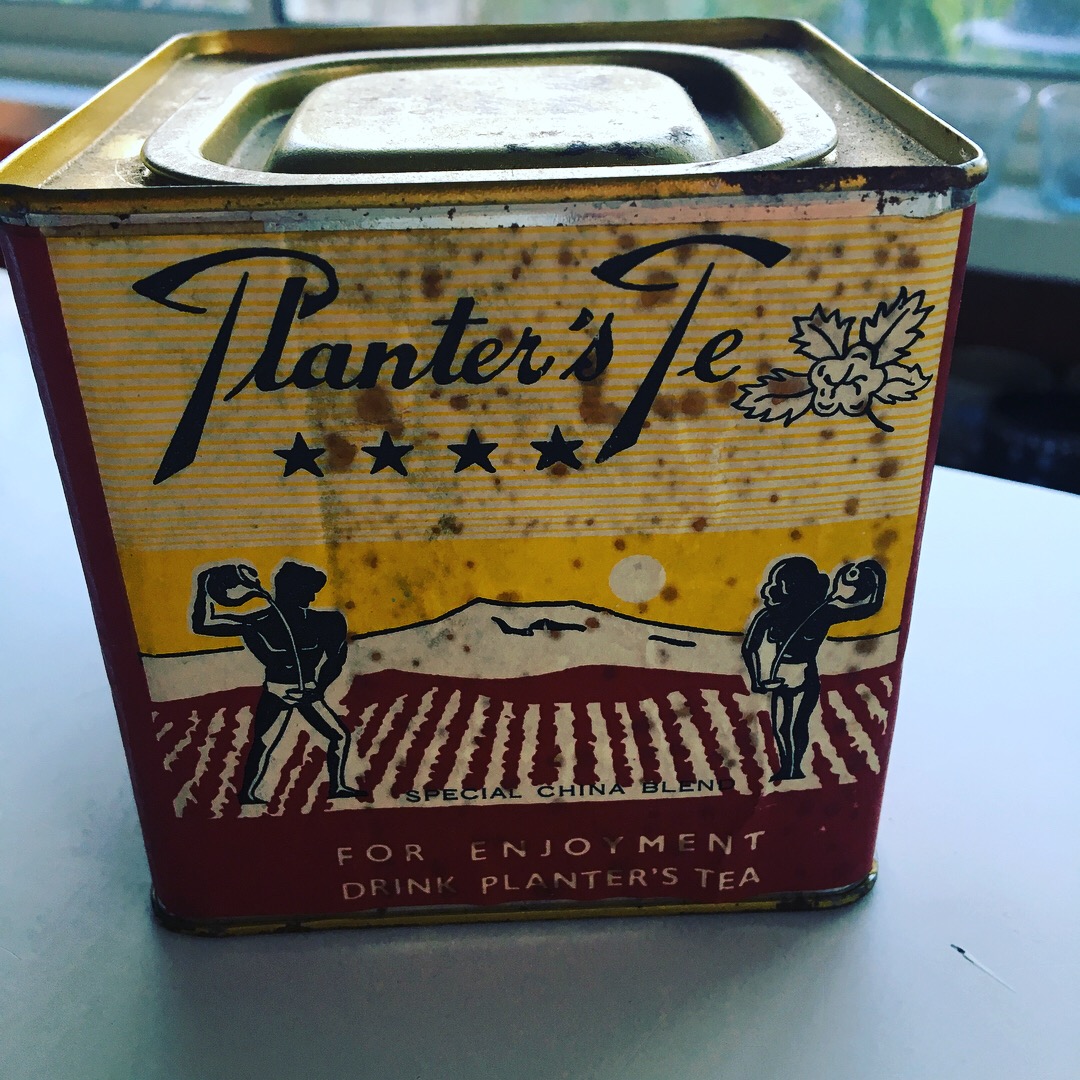 Planter's Te
★★★★
SPECIAL CHINA BLEND
FOR ENJOYMENT
DRINK PLANTER'S TEA